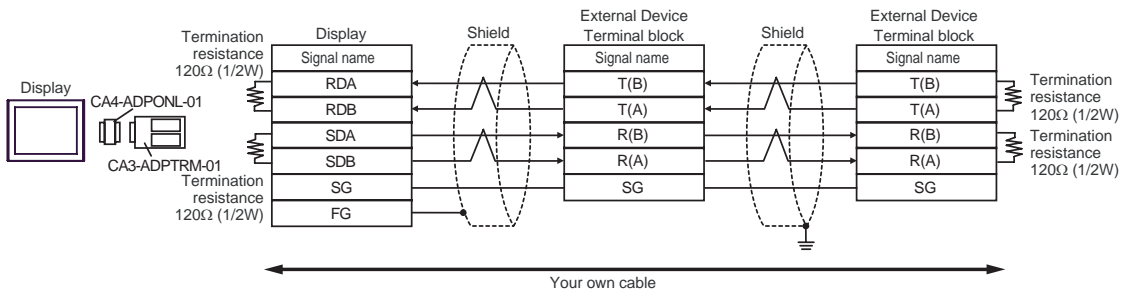 Display
CA4-ADPONL-01
CA3-ADPTRM-01
Termination
resistance
120Ω (1/2W)
Termination
resistance
120Ω (1/2W)
Display
Signal name
RDA
RDB
SDA
SDB
SG
FG
Shield
External Device
Terminal block
Signal name
T(B)
T(A)
R(B)
R(A)
SG
Shield
External Device
Terminal block
Signal name
T(B)
T(A)
R(B)
R(A)
SG
Termination
resistance
120Ω (1/2W)
Termination
resistance
120Ω (1/2W)
Your own cable